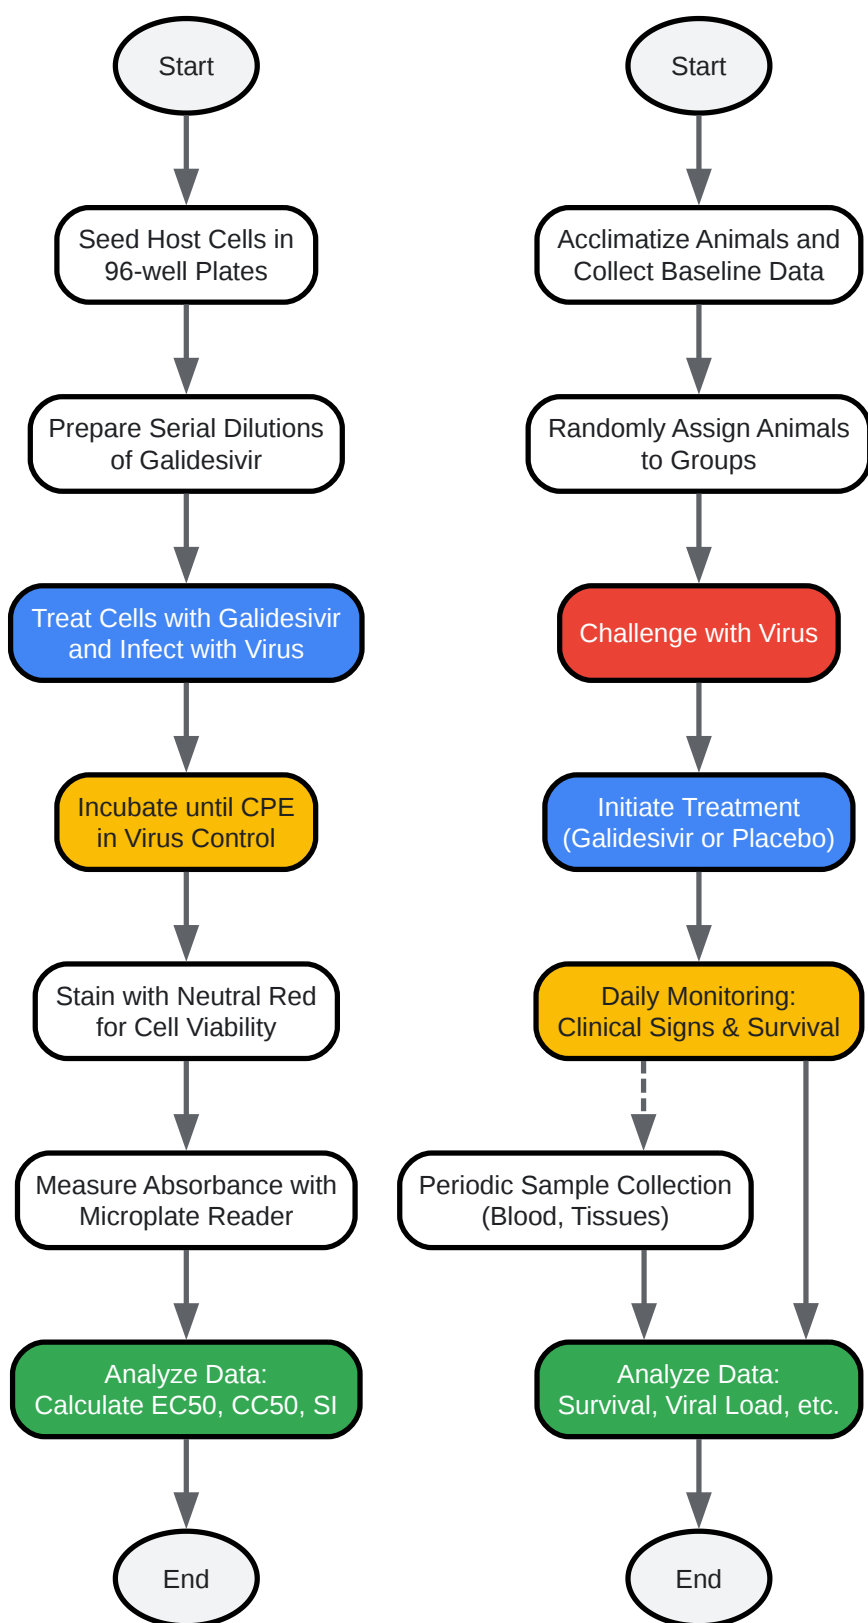 Start
Seed Host Cells in
96-well Plates
Prepare Serial Dilutions
of Galidesivir
Treat Cells with Galidesivir
and Infect with Virus
Incubate until CPE
in Virus Control
Stain with Neutral Red
for Cell Viability
Measure Absorbance with
Microplate Reader
Analyze Data:
Calculate EC50, CC50, SI
End
Start
Acclimatize Animals and
Collect Baseline Data
Randomly Assign Animals
to Groups
Challenge with Virus
Initiate Treatment
(Galidesivir or Placebo)
Daily Monitoring:
Clinical Signs & Survival
Periodic Sample Collection
(Blood, Tissues)
Analyze Data:
Survival, Viral Load, etc.
End